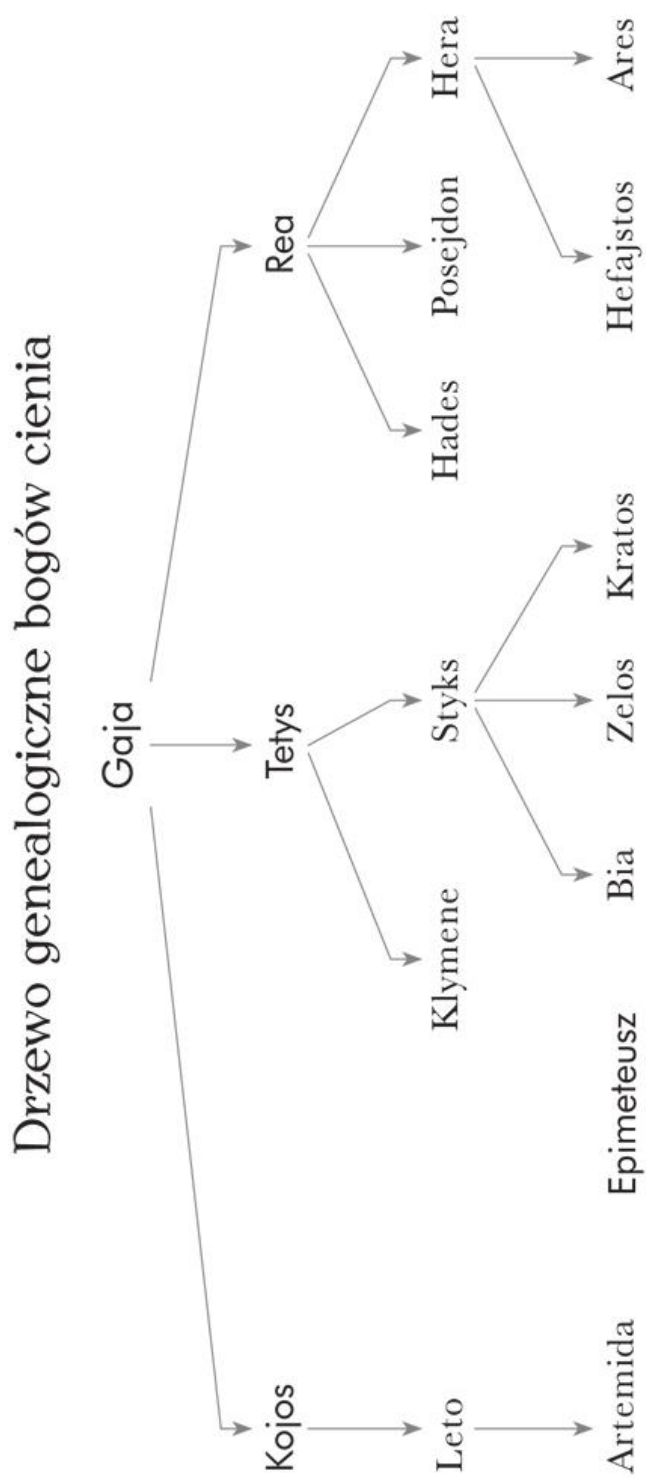 Drzewo genealogiczne bogów cienia
Gaja
Kojos Tetys Rea
Leto Klymene Styks Hades Posejdon Hera
Artemida Epimeteusz Bia Zelos Kratos Hefajstos Ares